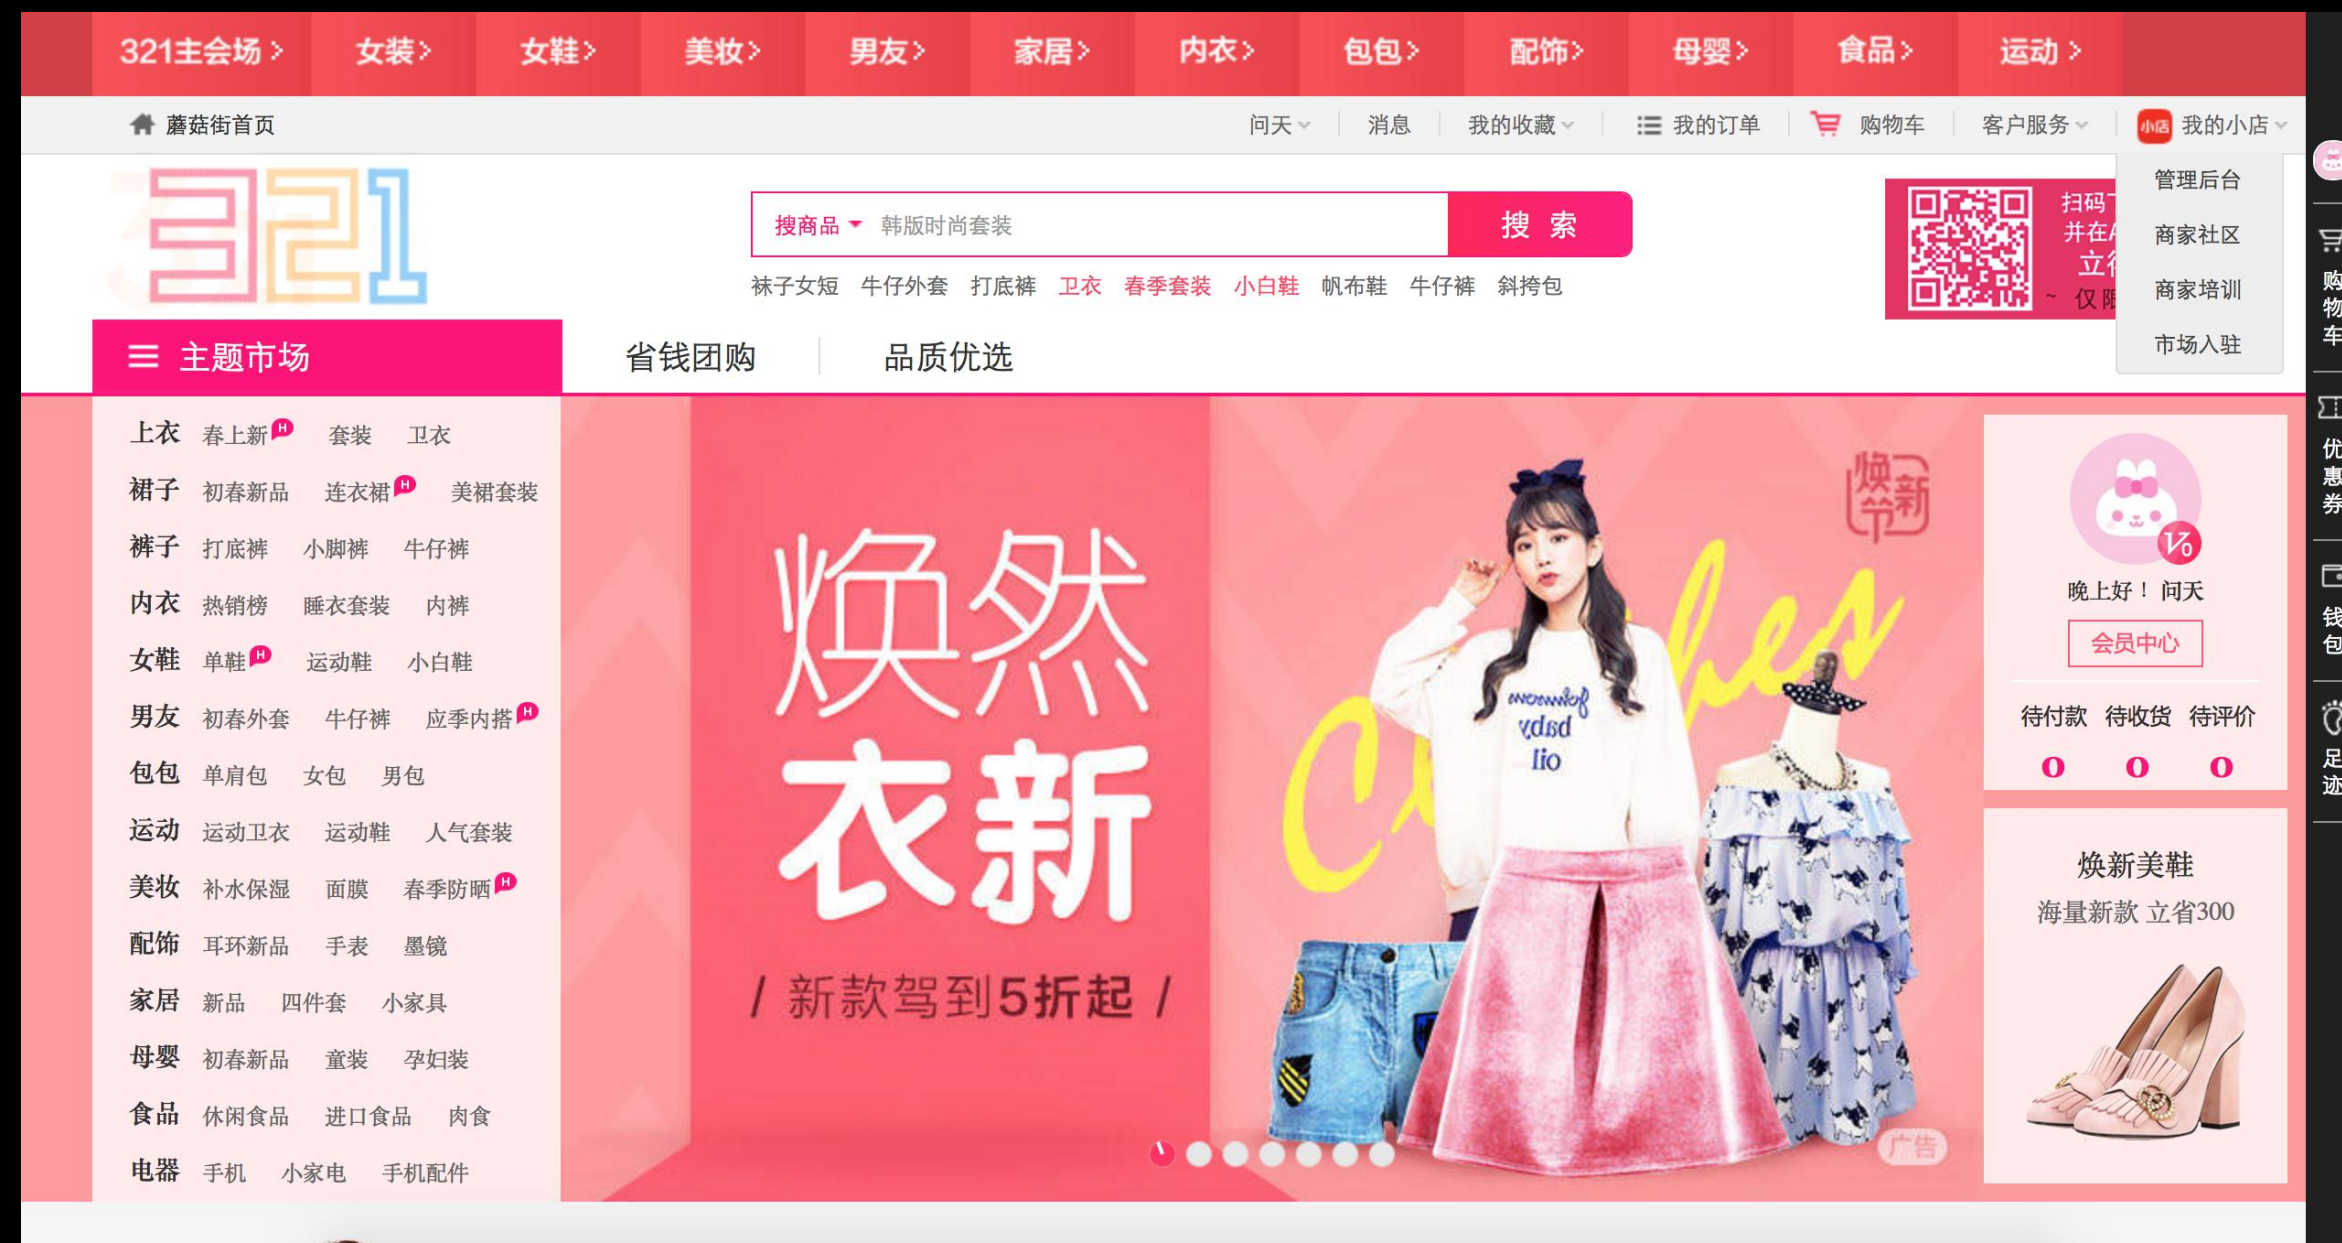 321主会场 女装 女鞋 美妆 男友 家居 内衣 包包 配饰 母婴 食品 运动
蘑菇街首页 问天 消息 我的收藏 我的订单 购物车 客户服务 小店 我的小店
管理后台
商家社区
商家培训
市场入驻
321
搜商品 韩版时尚套装 搜 索
袜子女短 牛仔外套 打底裤 卫衣 春季套装 小白鞋 帆布鞋 牛仔裤 斜挎包
扫码
并在
~ 仅限
主题市场 省钱团购 品质优选
上衣 春上新 H 套装 卫衣
裙子 初春新品 连衣裙 H 美裙套装
裤子 打底裤 小脚裤 牛仔裤
内衣 热销榜 睡衣套装 内裤
女鞋 单鞋 H 运动鞋 小白鞋
男友 初春外套 牛仔裤 应季内搭 H
包包 单肩包 女包 男包
运动 运动卫衣 运动鞋 人气套装
美妆 补水保湿 面膜 春季防晒 H
配饰 耳环新品 手表 墨镜
家居 新品 四件套 小家具
母婴 初春新品 童装 孕妇装
食品 休闲食品 进口食品 肉食
电器 手机 小家电 手机配件
焕然
衣新
/ 新款驾到5折起 /
焕新节
Clothes
baby
oil
广告
V0
晚上好！ 问天
会员中心
待付款 待收货 待评价
0 0 0
焕新美鞋
海量新款 立省300
购物车
优惠券
钱包
足迹